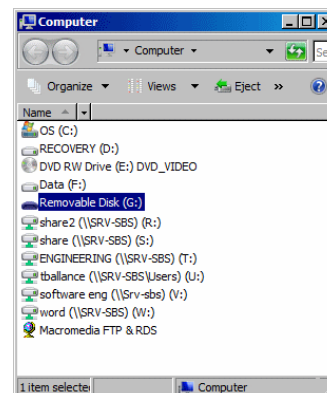 Computer
Computer
Se
Organize Views Eject »
Name
OS (C:)
RECOVERY (D:)
DVD RW Drive (E:) DVD_VIDEO
Data (F:)
Removable Disk (G:)
share2 (\\SRV-SBS) (R:)
share (\\SRV-SBS) (S:)
ENGINEERING (\\SRV-SBS) (T:)
tballance (\\SRV-SBS\Users) (U:)
software eng (\\Srv-sbs) (V:)
word (\\SRV-SBS) (W:)
Macromedia FTP & RDS
1 item selecte Computer